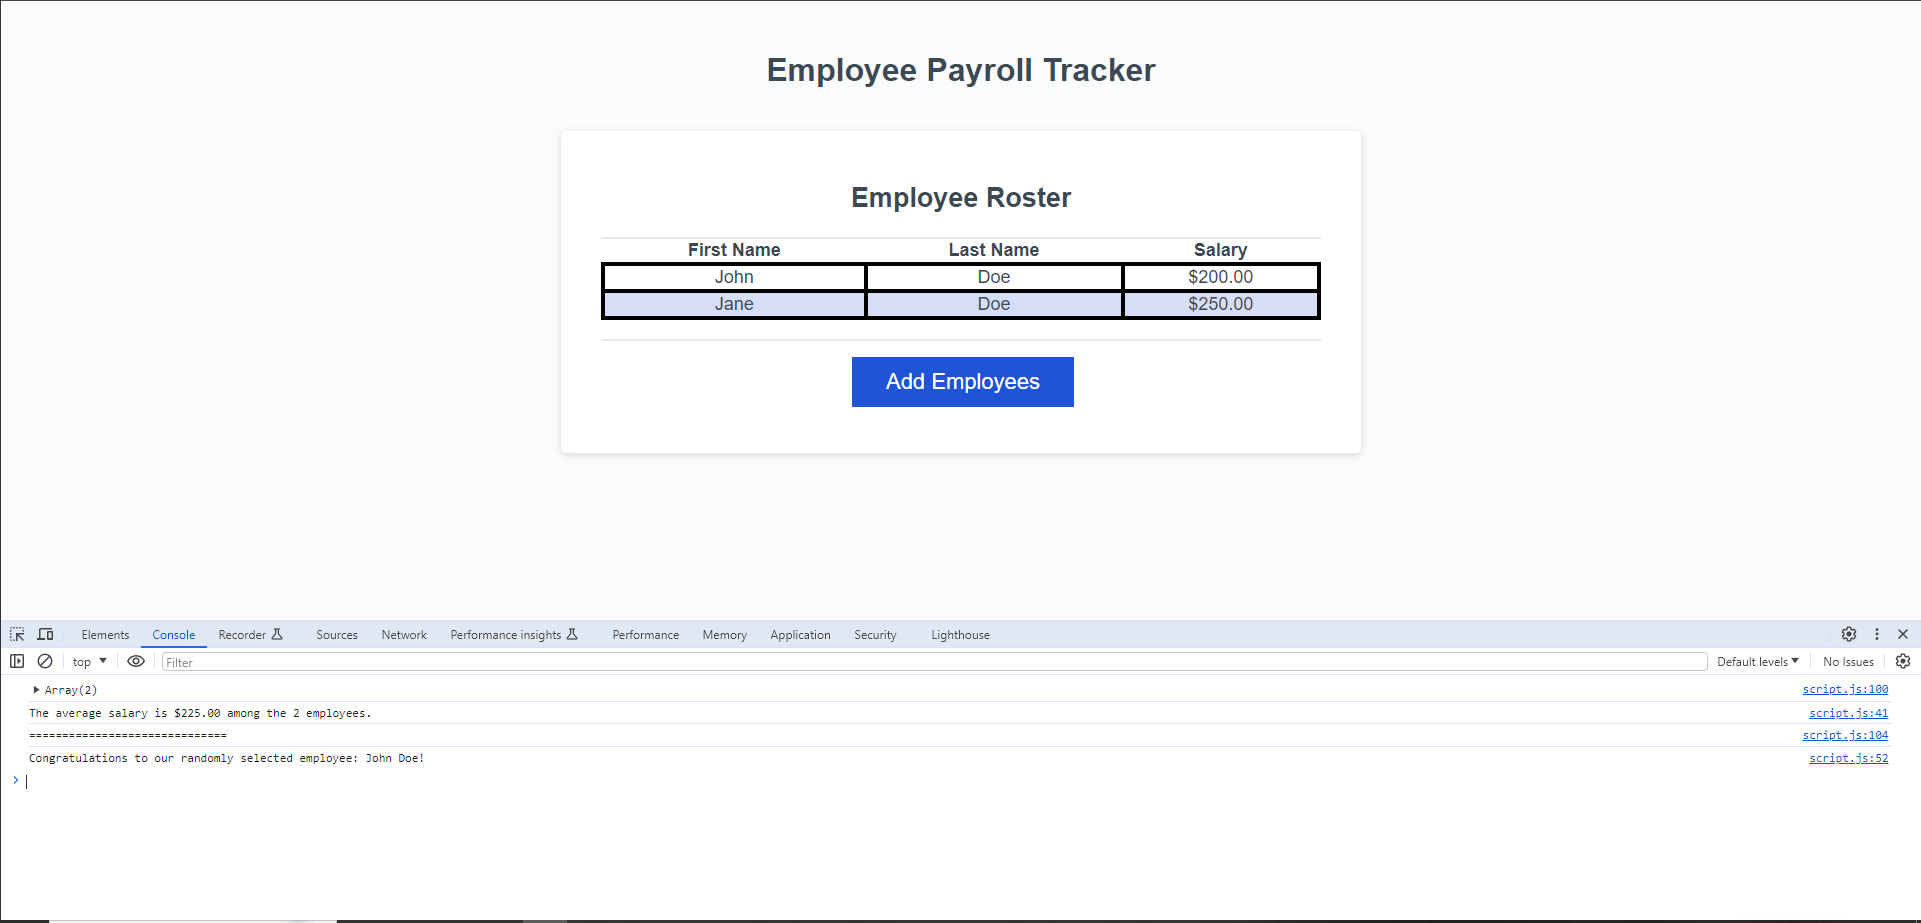 Employee Payroll Tracker
Employee Roster
First Name Last Name Salary
John Doe $200.00
Jane Doe $250.00
Add Employees
Elements Console Recorder Sources Network Performance insights Performance Memory Application Security Lighthouse
top Filter Default levels No Issues
Array(2) script.js:100
The average salary is $225.00 among the 2 employees. script.js:41
============================== script.js:104
Congratulations to our randomly selected employee: John Doe! script.js:52